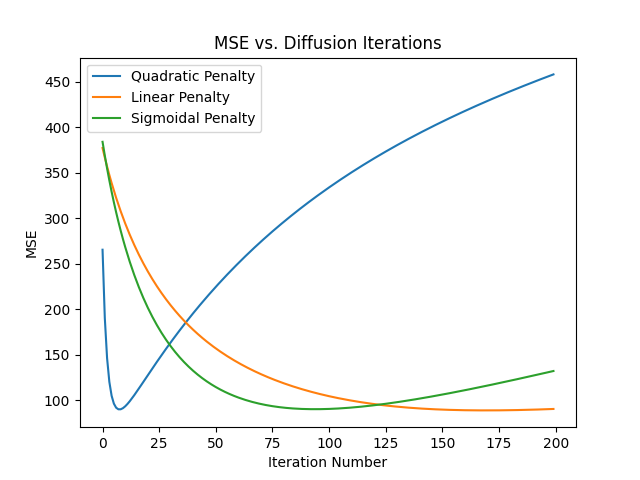 MSE vs. Diffusion Iterations
Quadratic Penalty
Linear Penalty
Sigmoidal Penalty
450
400
350
300
250
200
150
100
MSE
0 25 50 75 100 125 150 175 200
Iteration Number